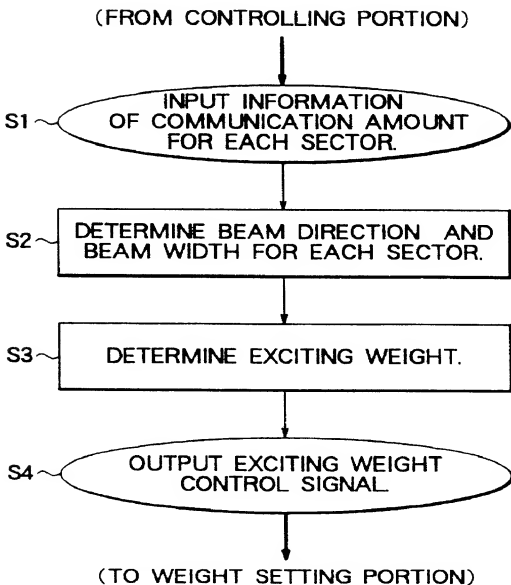 (FROM CONTROLLING PORTION)
S1
INPUT INFORMATION
OF COMMUNICATION AMOUNT
FOR EACH SECTOR.
S2
DETERMINE BEAM DIRECTION AND
BEAM WIDTH FOR EACH SECTOR.
S3
DETERMINE EXCITING WEIGHT.
S4
OUTPUT EXCITING WEIGHT
CONTROL SIGNAL
(TO WEIGHT SETTING PORTION)